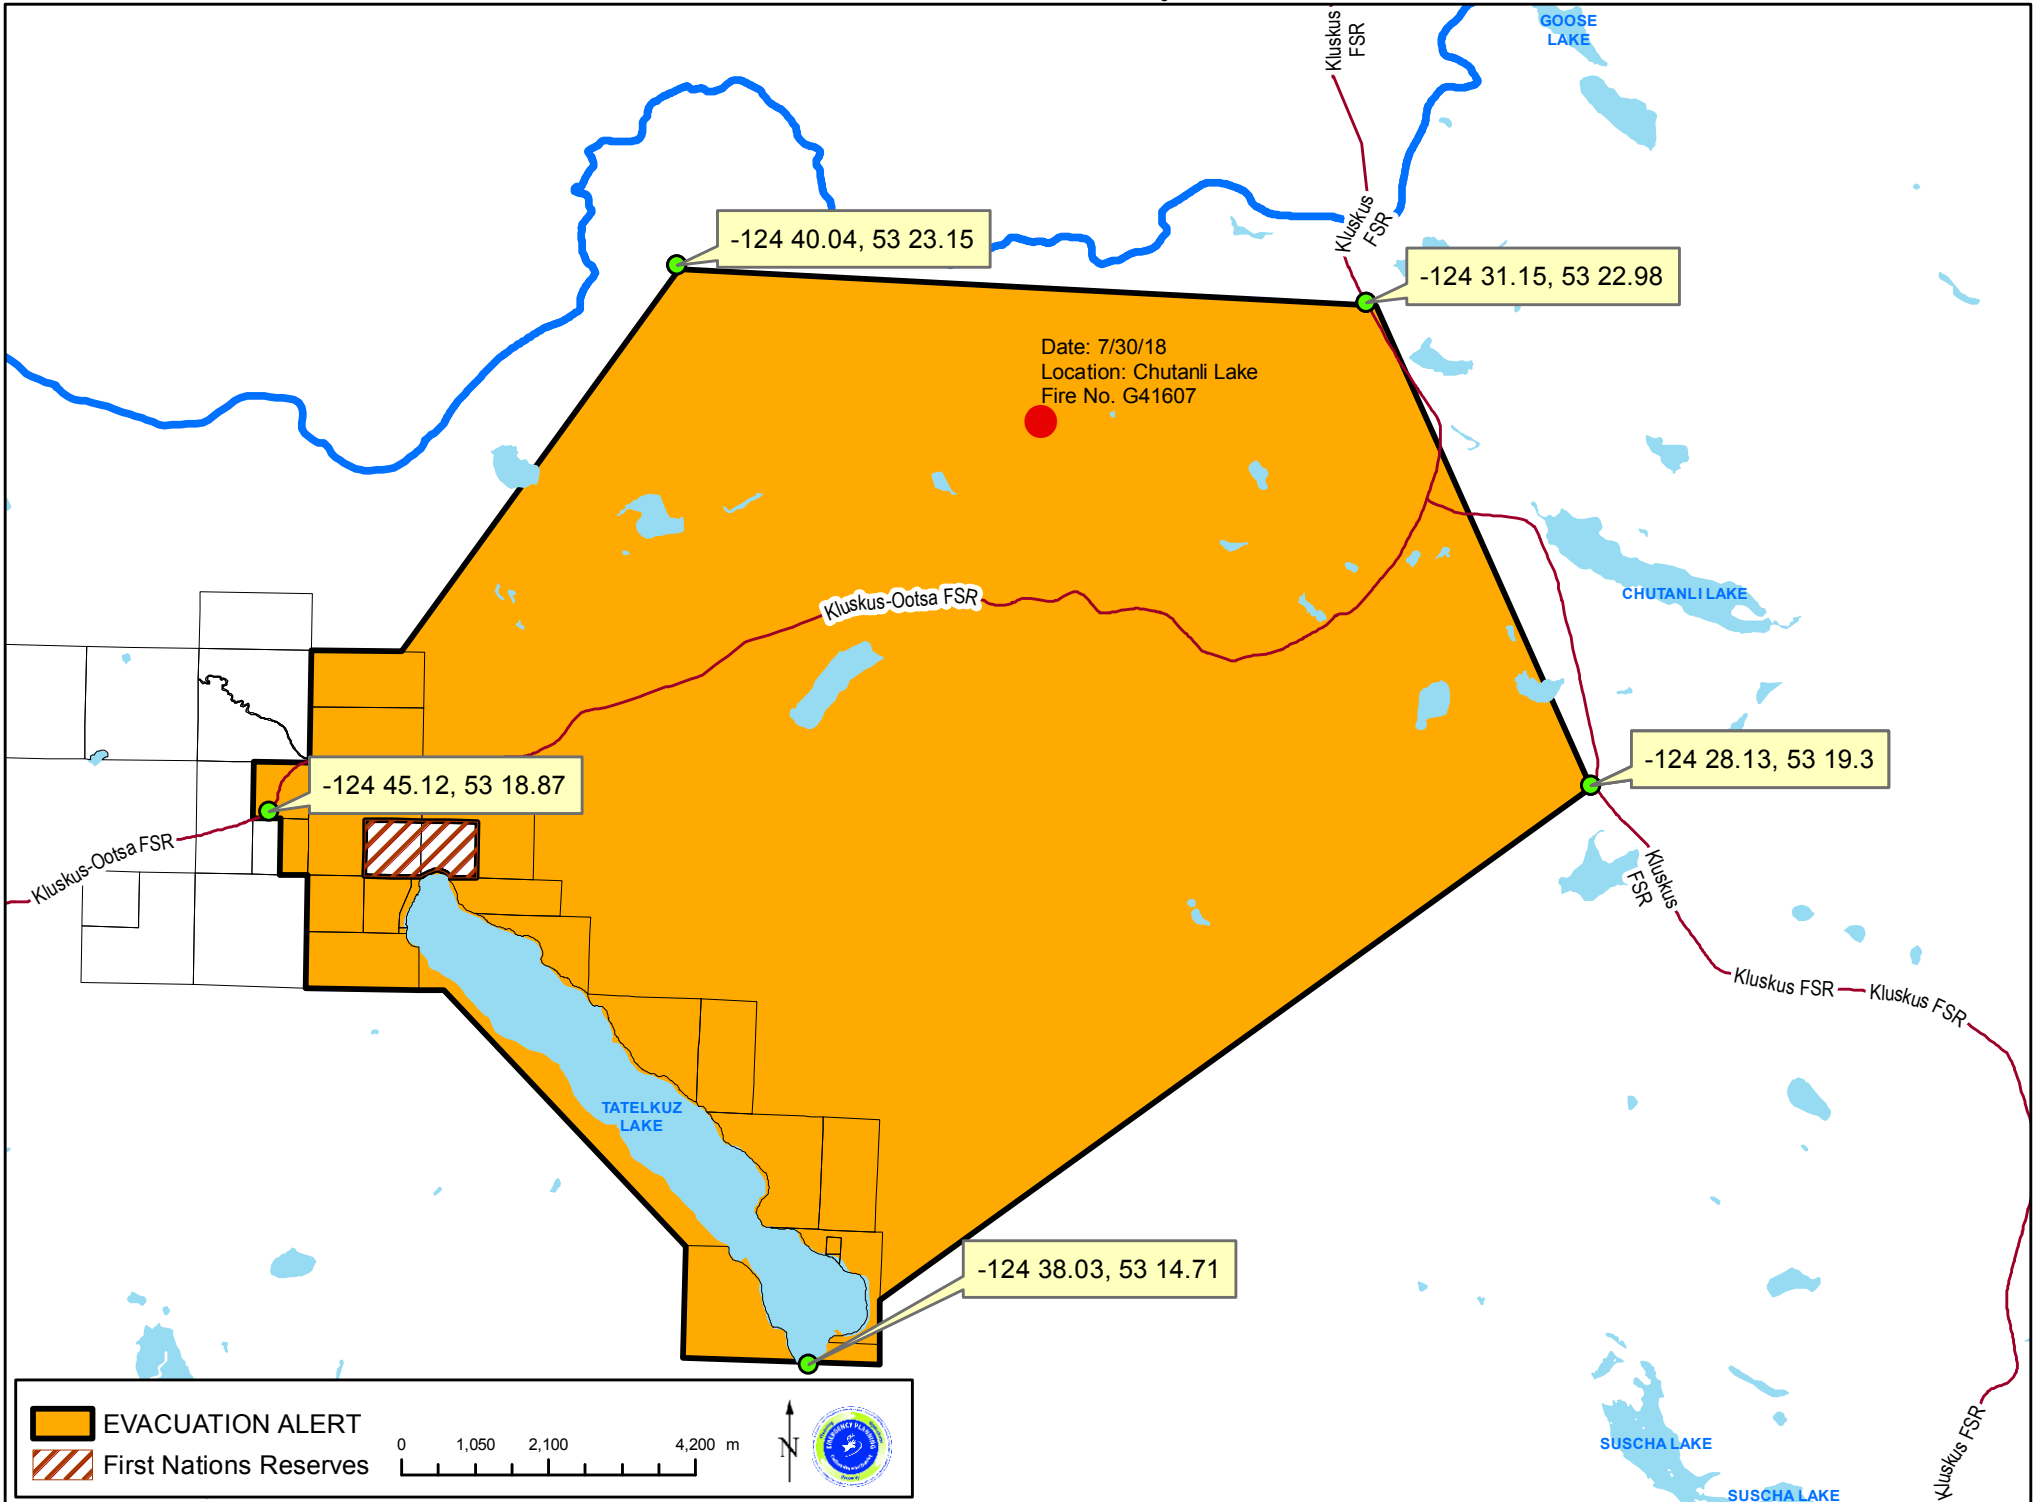 GOOSE
LAKE
Kluskus
FSR
Kluskus
FSR
-124 40.04, 53 23.15
-124 31.15, 53 22.98
Date: 7/30/18
Location: Chutanli Lake
Fire No. G41607
CHUTANLI LAKE
Kluskus-Ootsa FSR
-124 45.12, 53 18.87
-124 28.13, 53 19.3
Kluskus-Ootsa FSR
Kluskus
FSR
Kluskus FSR
Kluskus FSR
TATELKUZ
LAKE
-124 38.03, 53 14.71
EVACUATION ALERT
First Nations Reserves
0 1,050 2,100 4,200 m
N
EMERGENCY PLANNING
SUSCHA LAKE
SUSCHA LAKE
Kluskus FSR